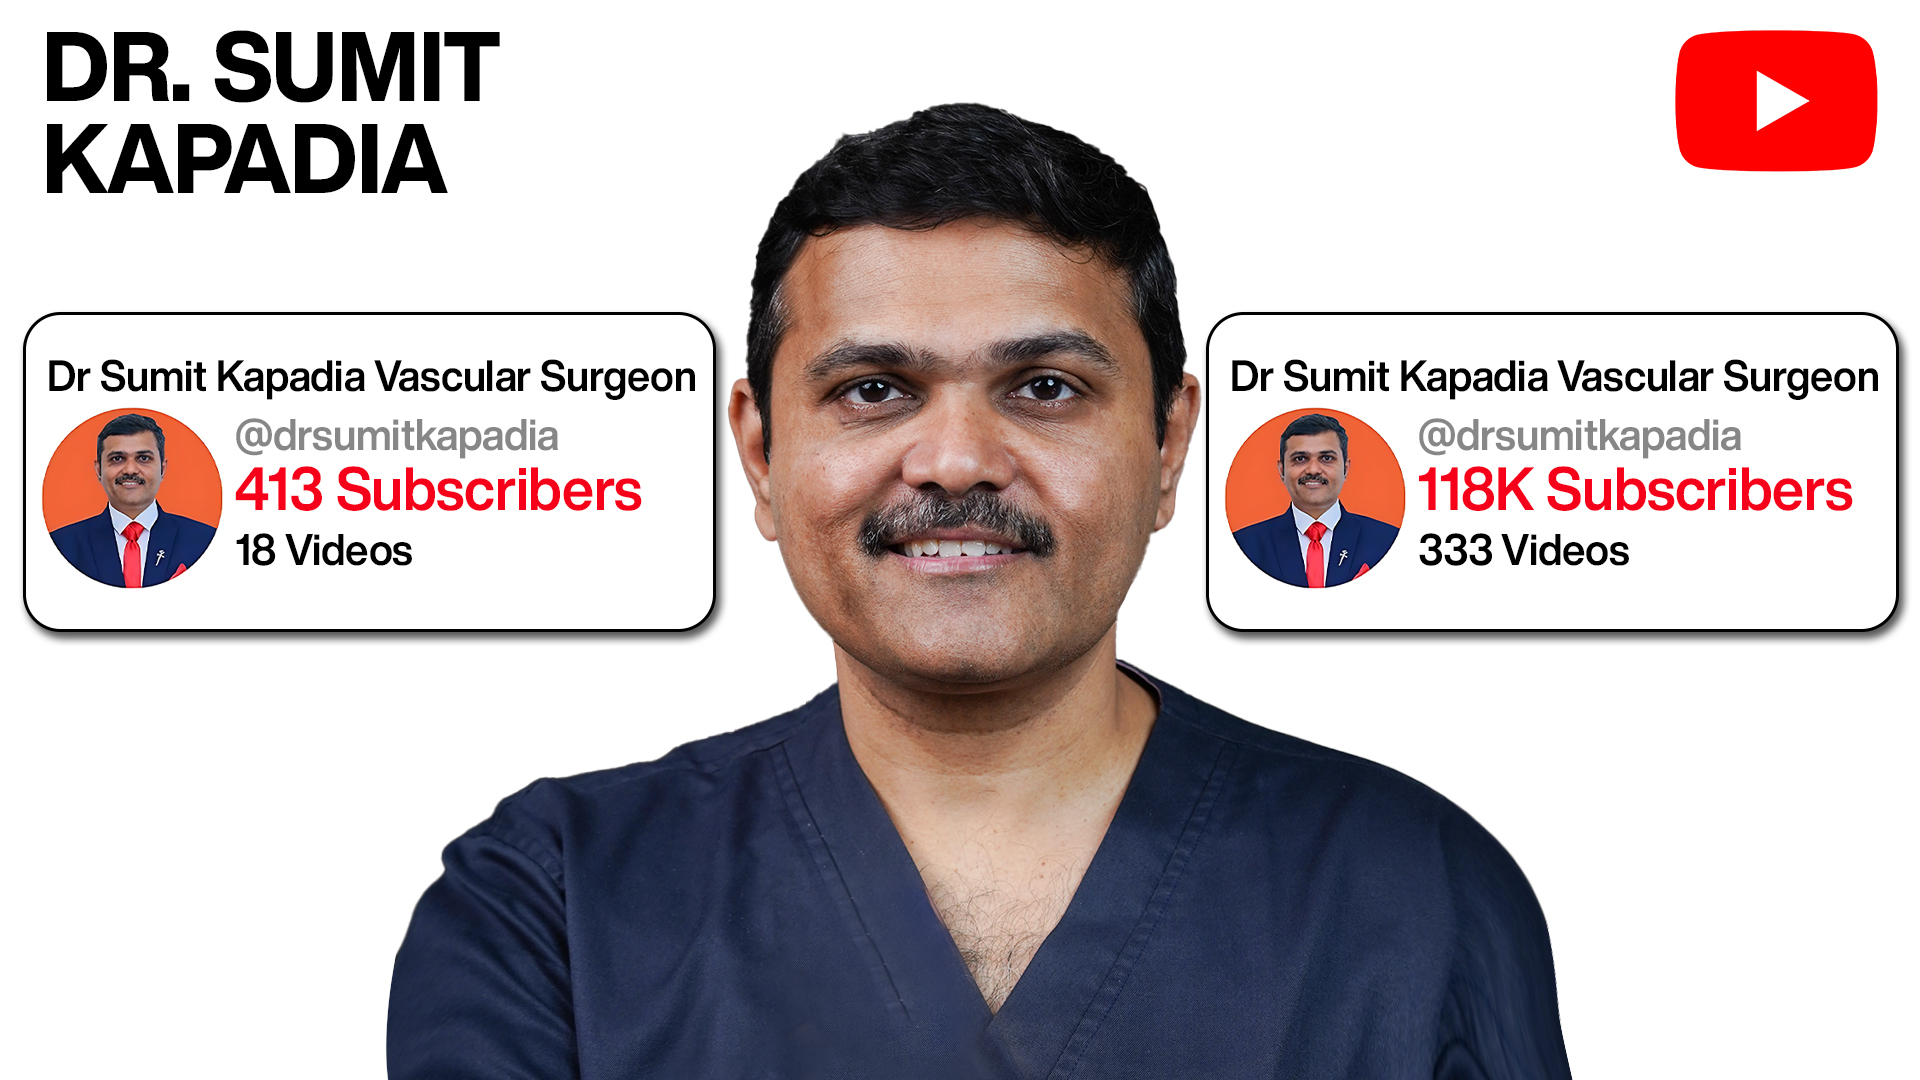 DR. SUMIT
KAPADIA
Dr Sumit Kapadia Vascular Surgeon
@drsumitkapadia
413 Subscribers
18 Videos
Dr Sumit Kapadia Vascular Surgeon
@drsumitkapadia
118K Subscribers
333 Videos